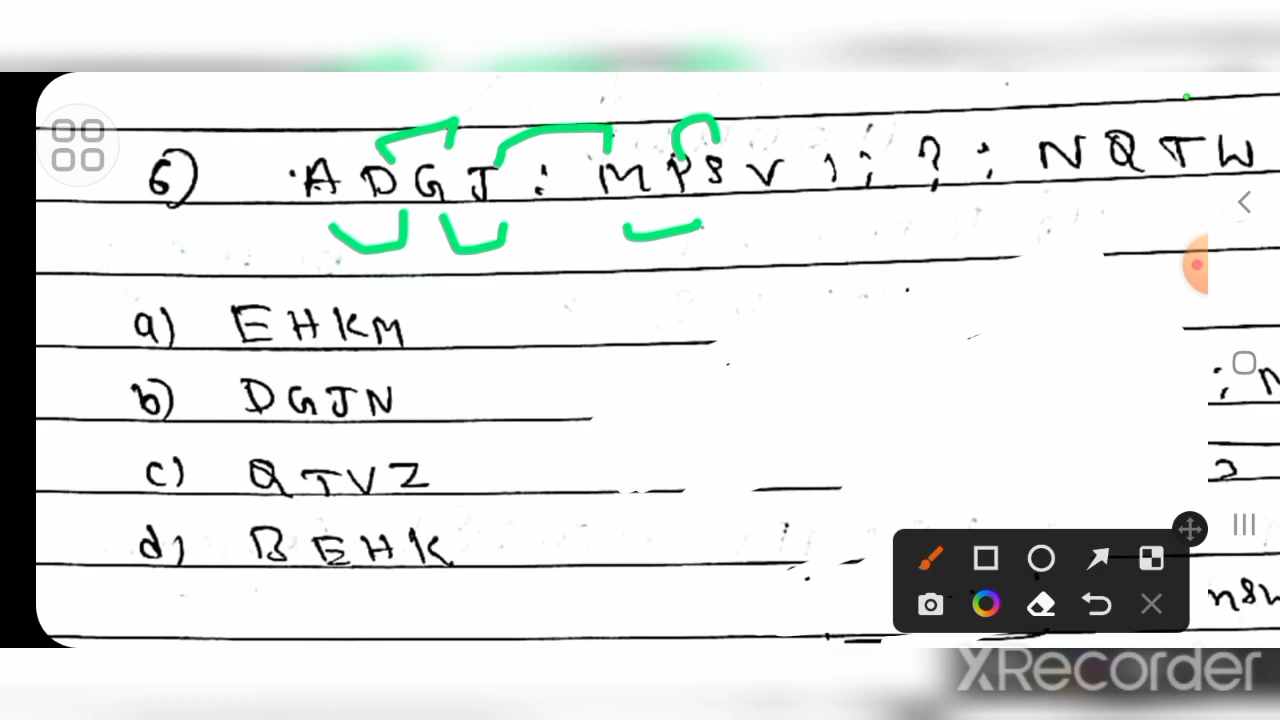 6) ADGJ : MPSV ; : ? : NQTW
a) EHKM
; N
b) DGJN
c) QTVZ
d) BEHK
XRecorder